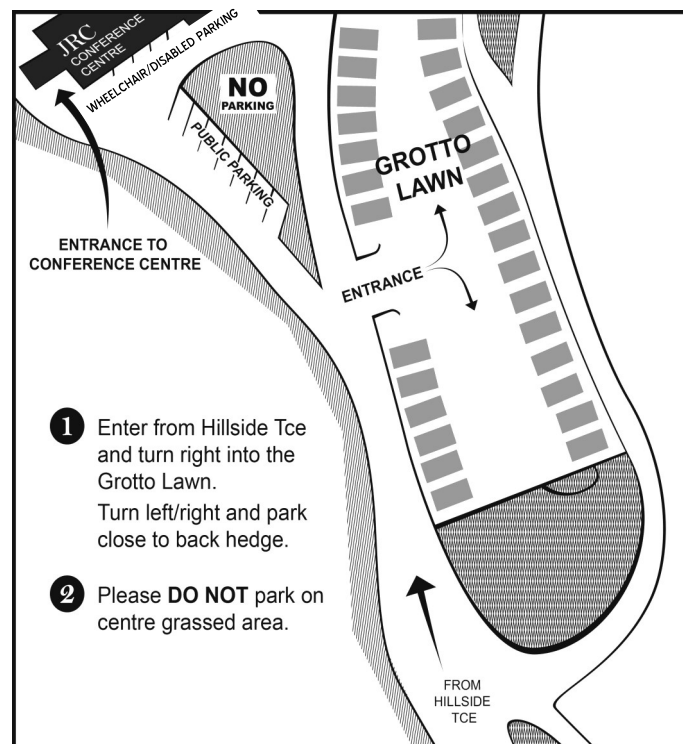 JRC
CONFERENCE
CENTRE
WHEELCHAIR/DISABLED PARKING
NO
PARKING
PUBLIC PARKING
GROTTO
LAWN
ENTRANCE TO
CONFERENCE CENTRE
ENTRANCE
1 Enter from Hillside Tce
and turn right into the
Grotto Lawn.
Turn left/right and park
close to back hedge.
2 Please DO NOT park on
centre grassed area.
FROM
HILLSIDE
TCE